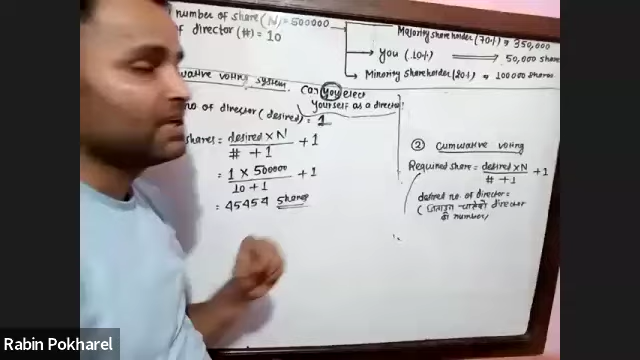 number of share (N) = 500000
of director (#) = 10
Majority shareholder (70%) = 350,000
You (10%) 50,000 shares
Minority shareholder (20%) = 100000 shares
voting system
Can you elect
yourself as a director?
no of director (desired) = 1
shares = desired × N / # + 1 + 1
= 1 × 500000 / 10 + 1 + 1
= 45454 Shares
② Cumulative voting
Required share = desired × N / # + 1 + 1
desired no of director =
director
number)
Rabin Pokharel